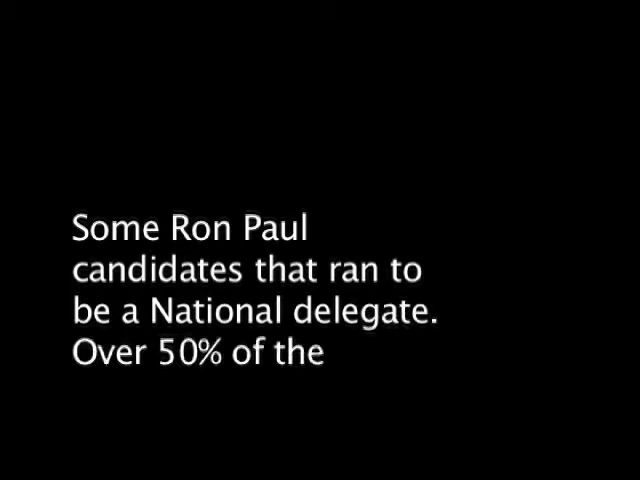 Some Ron Paul
candidates that ran to
be a National delegate.
Over 50% of the